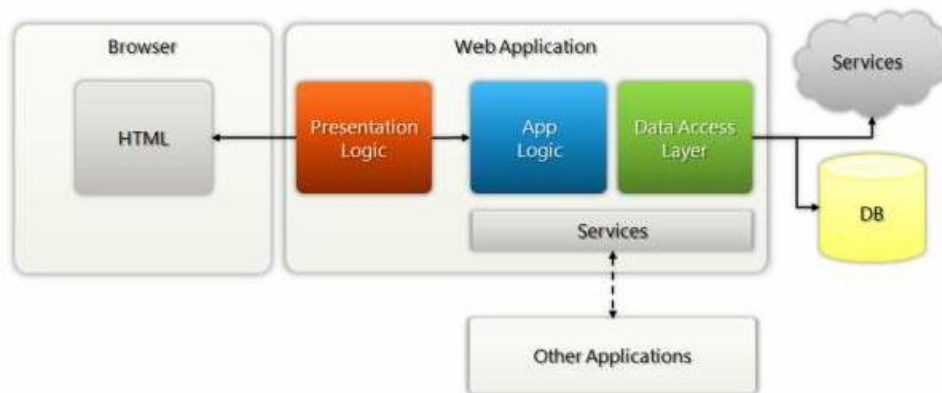 Browser
Web Application
Services
HTML
Presentation
Logic
App
Logic
Data Access
Layer
DB
Services
Other Applications